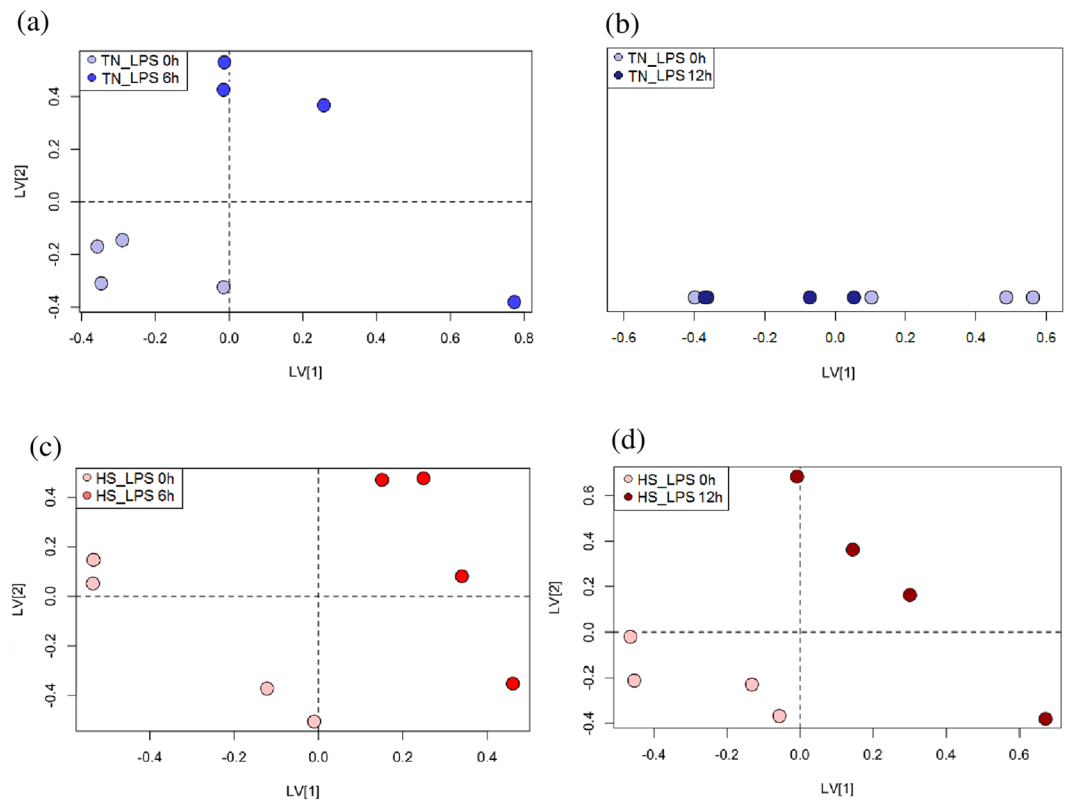 (a)
TN_LPS 0h
TN_LPS 6h
LV[2]
0.4
0.2
0.0
-0.2
-0.4
-0.4 -0.2 0.0 0.2 0.4 0.6 0.8
LV[1]
(b)
TN_LPS 0h
TN_LPS 12h
-0.6 -0.4 -0.2 0.0 0.2 0.4 0.6
LV[1]
(c)
HS_LPS 0h
HS_LPS 6h
LV[2]
0.4
0.2
0.0
-0.2
-0.4
-0.4 -0.2 0.0 0.2 0.4
LV[1]
(d)
HS_LPS 0h
HS_LPS 12h
LV[2]
0.6
0.4
0.2
0.0
-0.2
-0.4
-0.4 -0.2 0.0 0.2 0.4 0.6
LV[1]